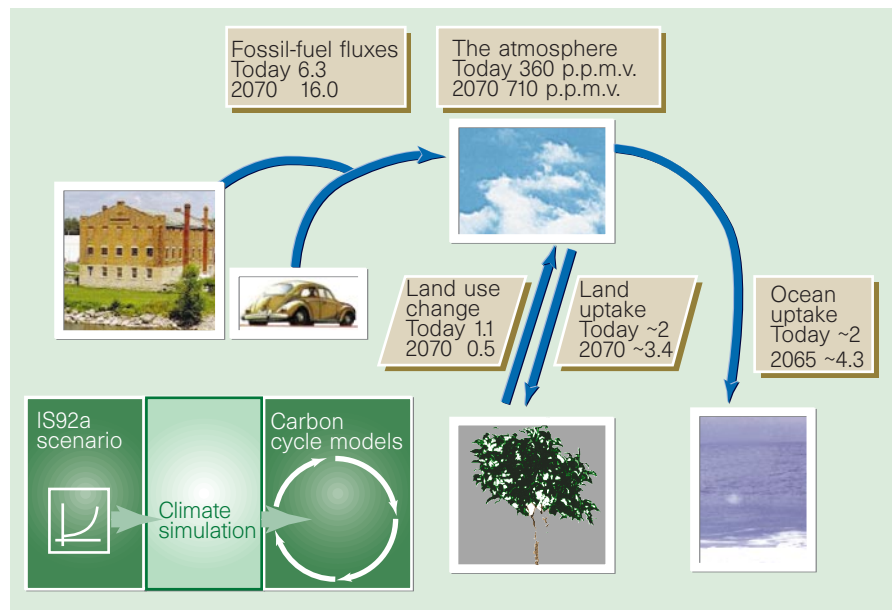 Fossil-fuel fluxes
Today 6.3
2070 16.0
The atmosphere
Today 360 p.p.m.v.
2070 710 p.p.m.v.
Land use
change
Today 1.1
2070 0.5
Land
uptake
Today ~2
2070 ~3.4
Ocean
uptake
Today ~2
2065 ~4.3
IS92a
scenario
Climate
simulation
Carbon
cycle models